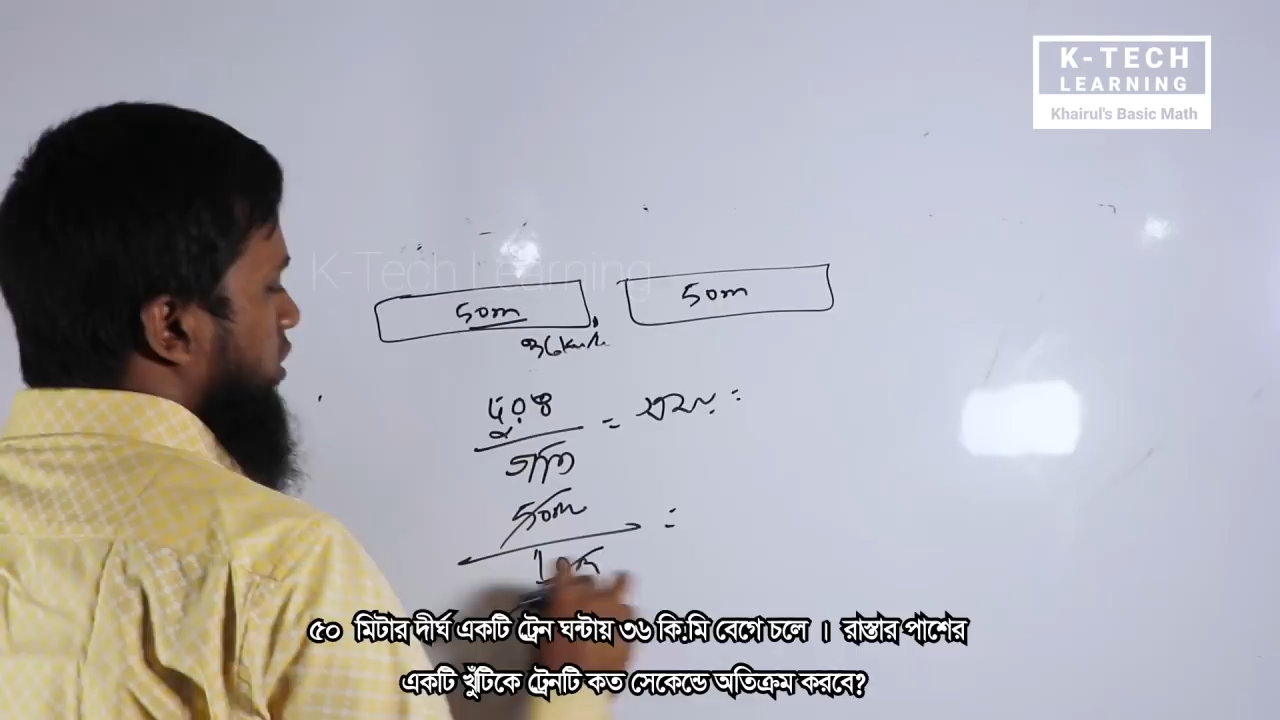 K-TECH
LEARNING
Khairul's Basic Math
K-Tech Learning
50m
50m
36km/h
দূরত্ব
= সময় :
গতি
50m
=
10
৫০ মিটার দীর্ঘ একটি ট্রেন ঘন্টায় ৩৬ কি.মি বেগে চলে । রাস্তার পাশের
একটি খুঁটিকে ট্রেনটি কত সেকেন্ডে অতিক্রম করবে?